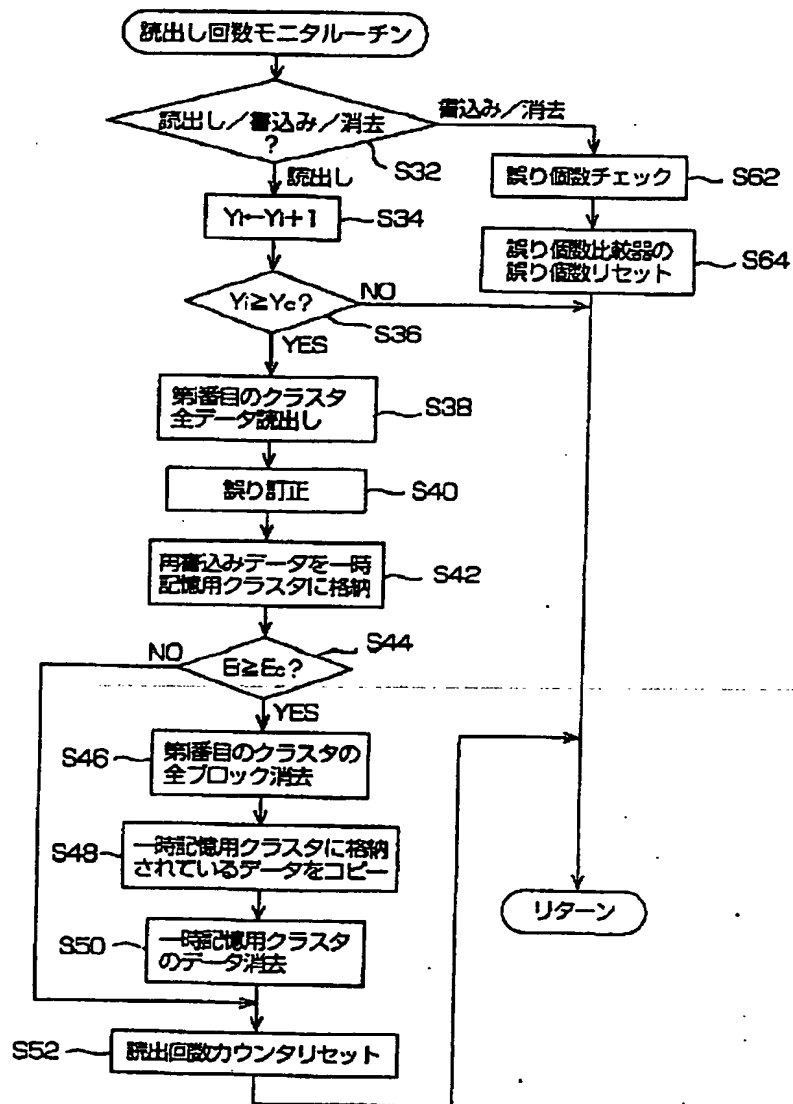 読出し回数モニタルーチン
読出し／書込み／消去
?
書込み／消去
S32
読出し
誤り個数チェック
S62
Yi←Yi+1
S34
誤り個数比較器の
誤り個数リセット
S64
Yi≧Yc?
NO
S36
YES
第i番目のクラスタ
全データ読出し
S38
誤り訂正
S40
再書込みデータを一時
記憶用クラスタに格納
S42
S44
NO
Ei≧Ec?
YES
S46
第i番目のクラスタの
全ブロック消去
S48
一時記憶用クラスタに格納
されているデータをコピー
リターン
S50
一時記憶用クラスタ
のデータ消去
S52
読出回数カウンタリセット